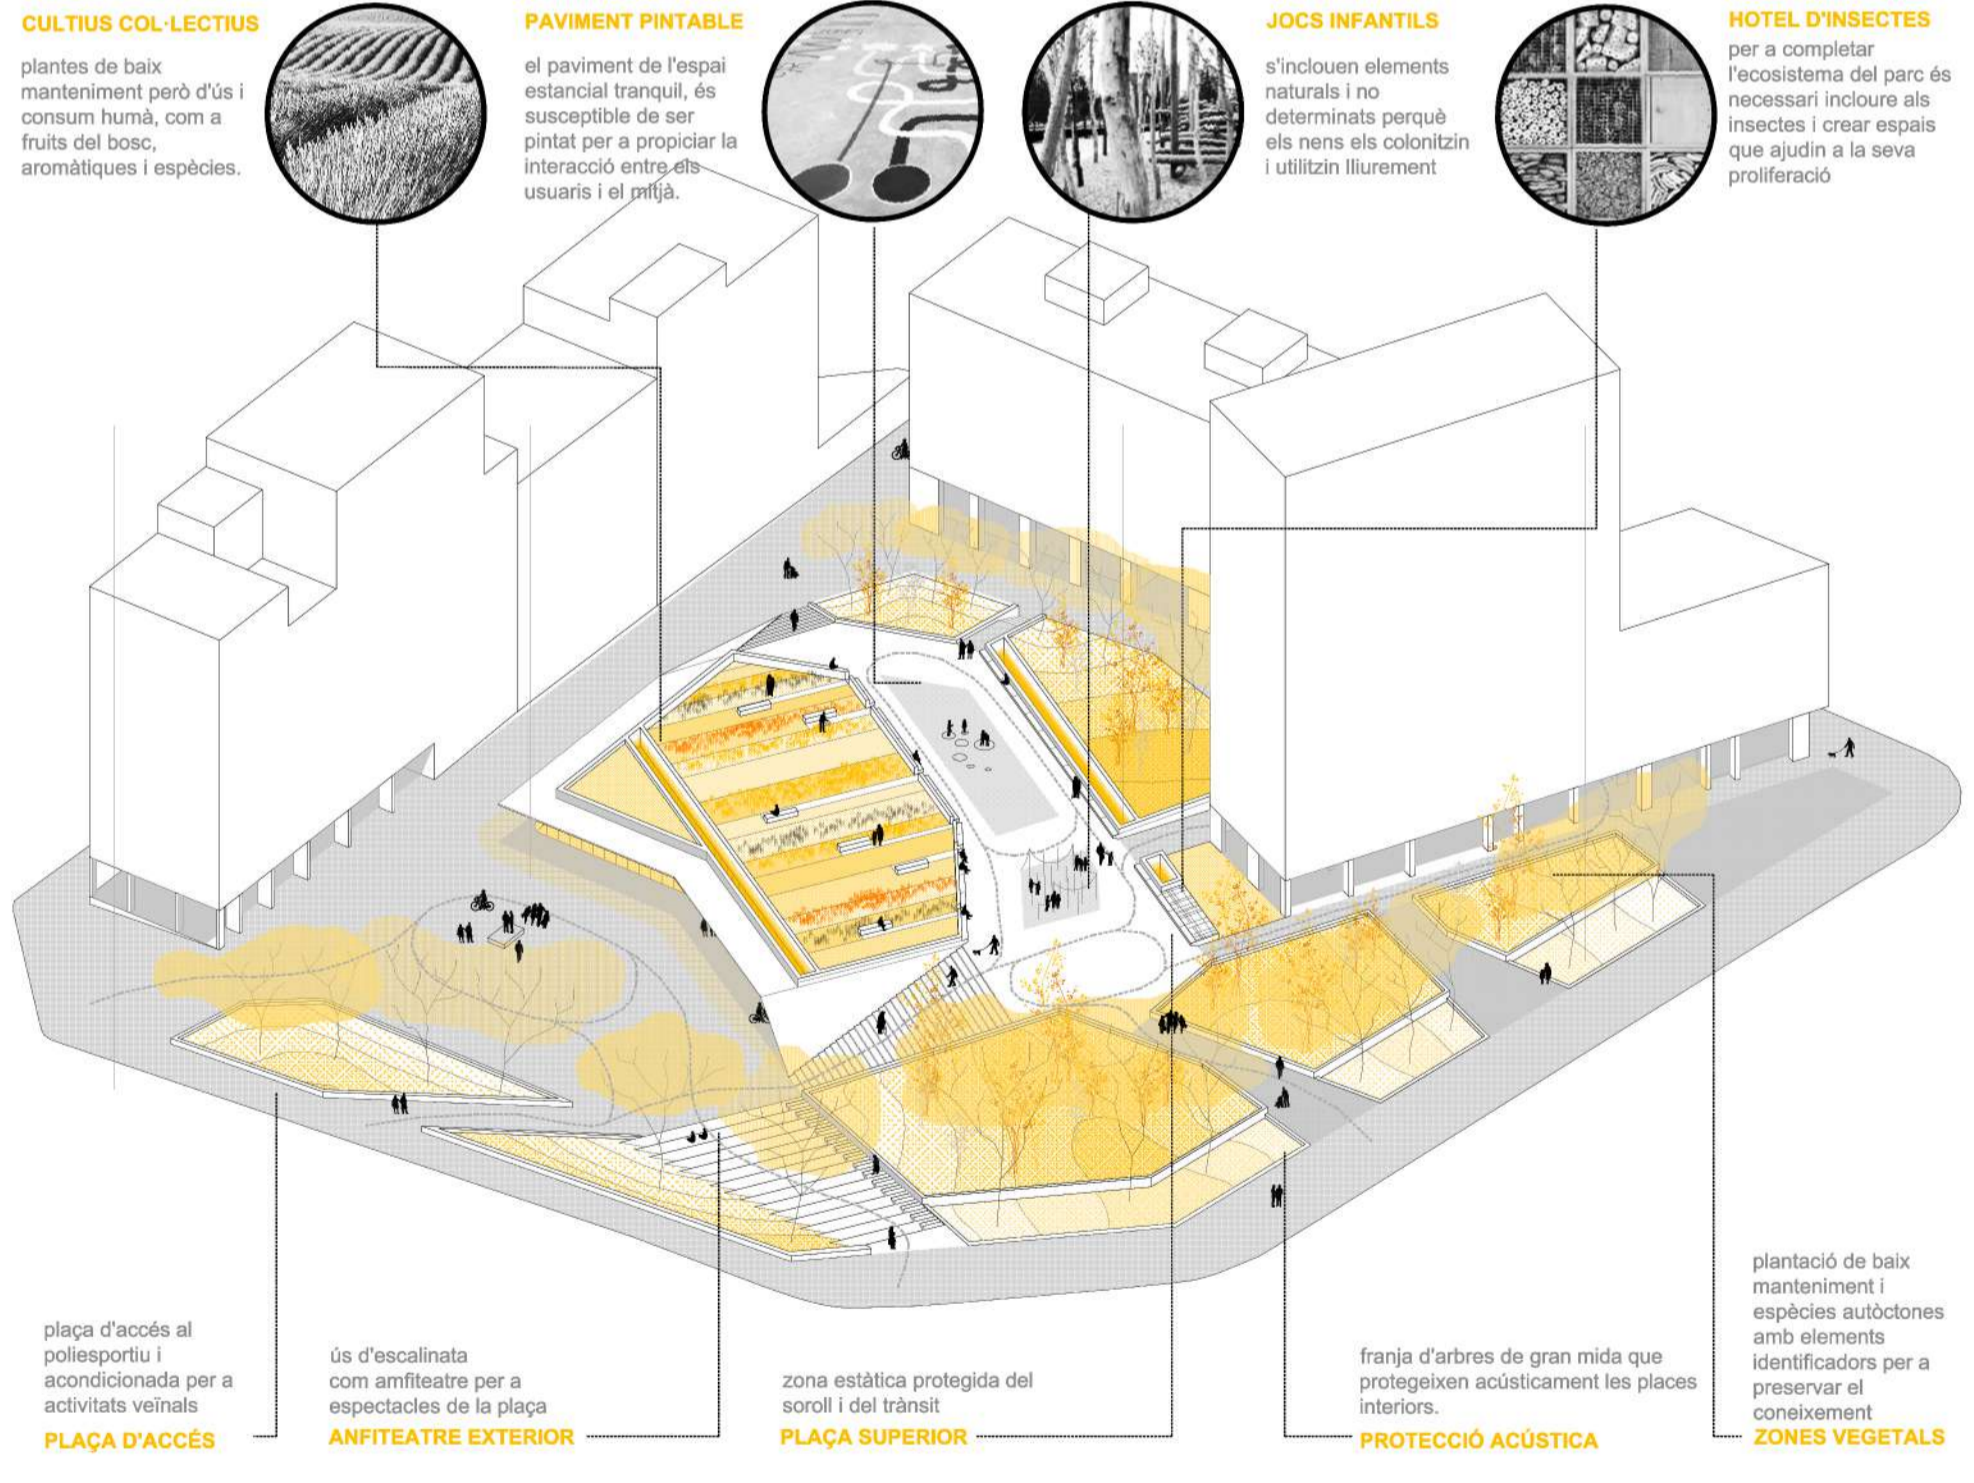 CULTIUS COL·LECTIUS
plantes de baix
manteniment però d'ús i
consum humà, com a
fruits del bosc,
aromàtiques i espècies.
PAVIMENT PINTABLE
el paviment de l'espai
estancial tranquil, és
susceptible de ser
pintat per a propiciar la
interacció entre els
usuaris i el mitjà.
JOCS INFANTILS
s'inclouen elements
naturals i no
determinats perquè
els nens els colonitzin
i utilitzin lliurement
HOTEL D'INSECTES
per a completar
l'ecosistema del parc és
necessari incloure als
insectes i crear espais
que ajudin a la seva
proliferació
plaça d'accés al
poliesportiu i
acondicionada per a
activitats veïnals
PLAÇA D'ACCÉS
ús d'escalinata
com amfiteatre per a
espectacles de la plaça
ANFITEATRE EXTERIOR
zona estàtica protegida del
soroll i del trànsit
PLAÇA SUPERIOR
franja d'arbres de gran mida que
protegeixen acústicament les places
interiors.
PROTECCIÓ ACÚSTICA
plantació de baix
manteniment i
espècies autòctones
amb elements
identificadors per a
preservar el
coneixement
ZONES VEGETALS